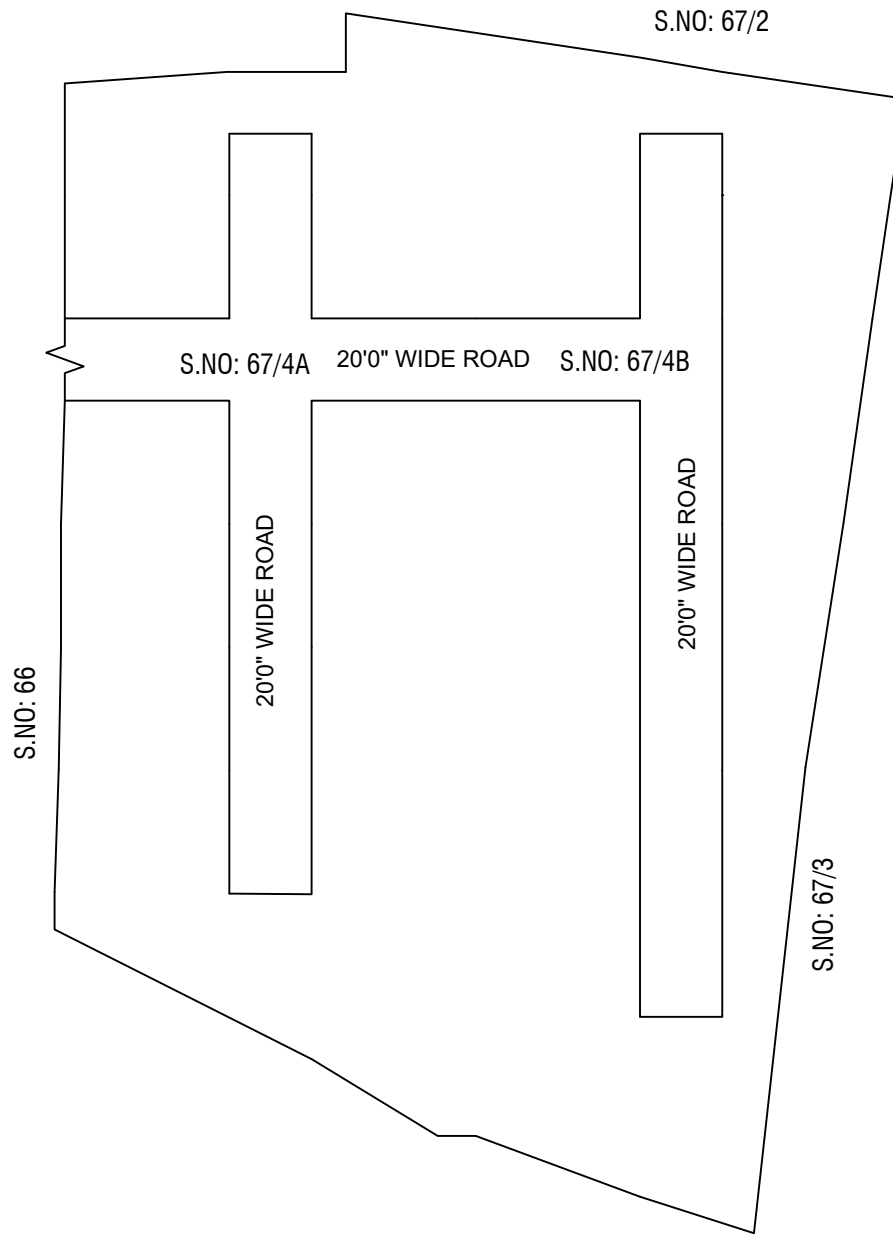 S.NO: 67/2
S.NO: 67/4A
20'0" WIDE ROAD
S.NO: 67/4B
20'0" WIDE ROAD
20'0" WIDE ROAD
S.NO: 66
S.NO: 67/3